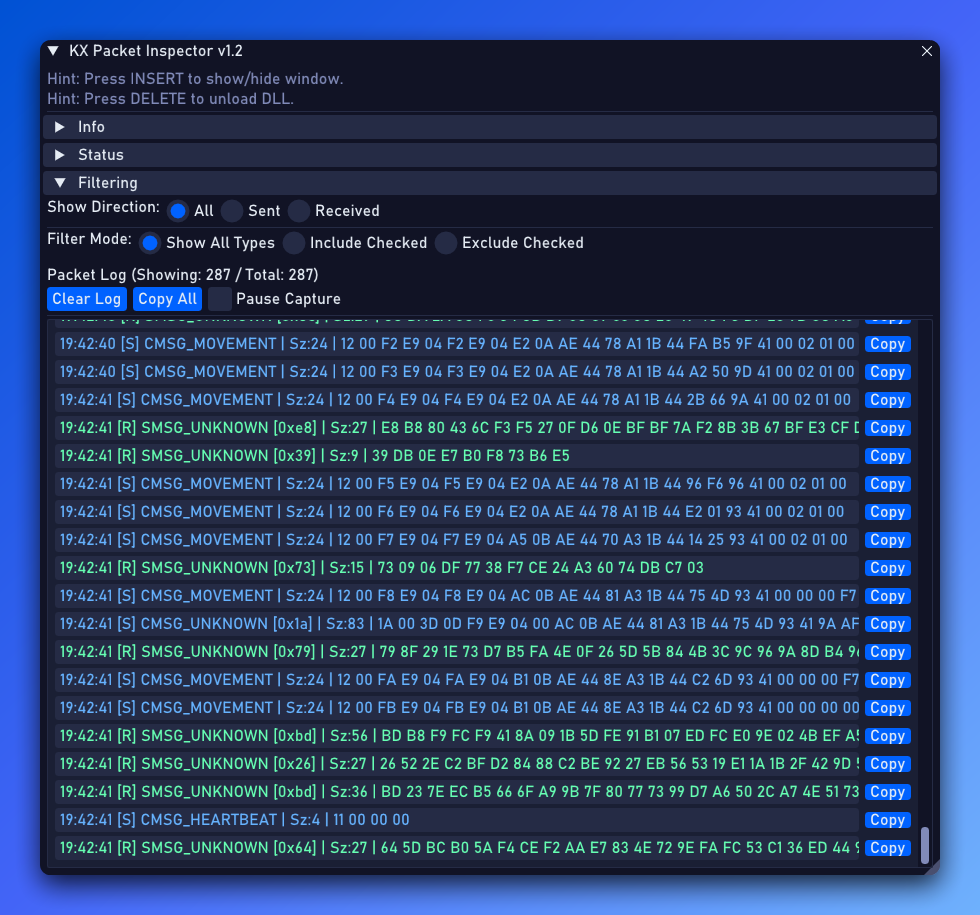 KX Packet Inspector v1.2
Hint: Press INSERT to show/hide window.
Hint: Press DELETE to unload DLL.
Info
Status
Filtering
Show Direction: All Sent Received
Filter Mode: Show All Types Include Checked Exclude Checked
Packet Log (Showing: 287 / Total: 287)
Clear Log Copy All Pause Capture
19:42:40 [S] CMSG_MOVEMENT | Sz:24 | 12 00 F2 E9 04 F2 E9 04 E2 0A AE 44 78 A1 1B 44 FA B5 9F 41 00 02 01 00 Copy
19:42:40 [S] CMSG_MOVEMENT | Sz:24 | 12 00 F3 E9 04 F3 E9 04 E2 0A AE 44 78 A1 1B 44 A2 50 9D 41 00 02 01 00 Copy
19:42:41 [S] CMSG_MOVEMENT | Sz:24 | 12 00 F4 E9 04 F4 E9 04 E2 0A AE 44 78 A1 1B 44 2B 66 9A 41 00 02 01 00 Copy
19:42:41 [R] SMSG_UNKNOWN [0xe8] | Sz:27 | E8 B8 80 43 6C F3 F5 27 0F D6 0E BF BF 7A F2 8B 3B 67 BF E3 CF Copy
19:42:41 [R] SMSG_UNKNOWN [0x39] | Sz:9 | 39 DB 0E E7 B0 F8 73 B6 E5 Copy
19:42:41 [S] CMSG_MOVEMENT | Sz:24 | 12 00 F5 E9 04 F5 E9 04 E2 0A AE 44 78 A1 1B 44 96 F6 96 41 00 02 01 00 Copy
19:42:41 [S] CMSG_MOVEMENT | Sz:24 | 12 00 F6 E9 04 F6 E9 04 E2 0A AE 44 78 A1 1B 44 E2 01 93 41 00 02 01 00 Copy
19:42:41 [S] CMSG_MOVEMENT | Sz:24 | 12 00 F7 E9 04 F7 E9 04 A5 0B AE 44 70 A3 1B 44 14 25 93 41 00 02 01 00 Copy
19:42:41 [R] SMSG_UNKNOWN [0x73] | Sz:15 | 73 09 06 DF 77 38 F7 CE 24 A3 60 74 DB C7 03 Copy
19:42:41 [S] CMSG_MOVEMENT | Sz:24 | 12 00 F8 E9 04 F8 E9 04 AC 0B AE 44 81 A3 1B 44 75 4D 93 41 00 00 00 F7 Copy
19:42:41 [S] CMSG_UNKNOWN [0x1a] | Sz:83 | 1A 00 3D 0D F9 E9 04 00 AC 0B AE 44 81 A3 1B 44 75 4D 93 41 9A AF Copy
19:42:41 [R] SMSG_UNKNOWN [0x79] | Sz:27 | 79 8F 29 1E 73 D7 B5 FA 4E 0F 26 5D 5B 84 4B 3C 9C 96 9A 8D B4 Copy
19:42:41 [S] CMSG_MOVEMENT | Sz:24 | 12 00 FA E9 04 FA E9 04 B1 0B AE 44 8E A3 1B 44 C2 6D 93 41 00 00 00 F7 Copy
19:42:41 [S] CMSG_MOVEMENT | Sz:24 | 12 00 FB E9 04 FB E9 04 B1 0B AE 44 8E A3 1B 44 C2 6D 93 41 00 00 00 00 Copy
19:42:41 [R] SMSG_UNKNOWN [0xbd] | Sz:56 | BD B8 F9 FC F9 41 8A 09 1B 5D FE 91 B1 07 ED FC E0 9E 02 4B EF Copy
19:42:41 [R] SMSG_UNKNOWN [0x26] | Sz:27 | 26 52 2E C2 BF D2 84 88 C2 BE 92 27 EB 56 53 19 E1 1A 1B 2F 42 9D Copy
19:42:41 [R] SMSG_UNKNOWN [0xbd] | Sz:36 | BD 23 7E EC B5 66 6F A9 9B 7F 80 77 73 99 D7 A6 50 2C A7 4E 51 73 Copy
19:42:41 [S] CMSG_HEARTBEAT | Sz:4 | 11 00 00 00 Copy
19:42:41 [R] SMSG_UNKNOWN [0x64] | Sz:27 | 64 5D BC B0 5A F4 CE F2 AA E7 83 4E 72 9E FA FC 53 C1 36 ED 44 Copy